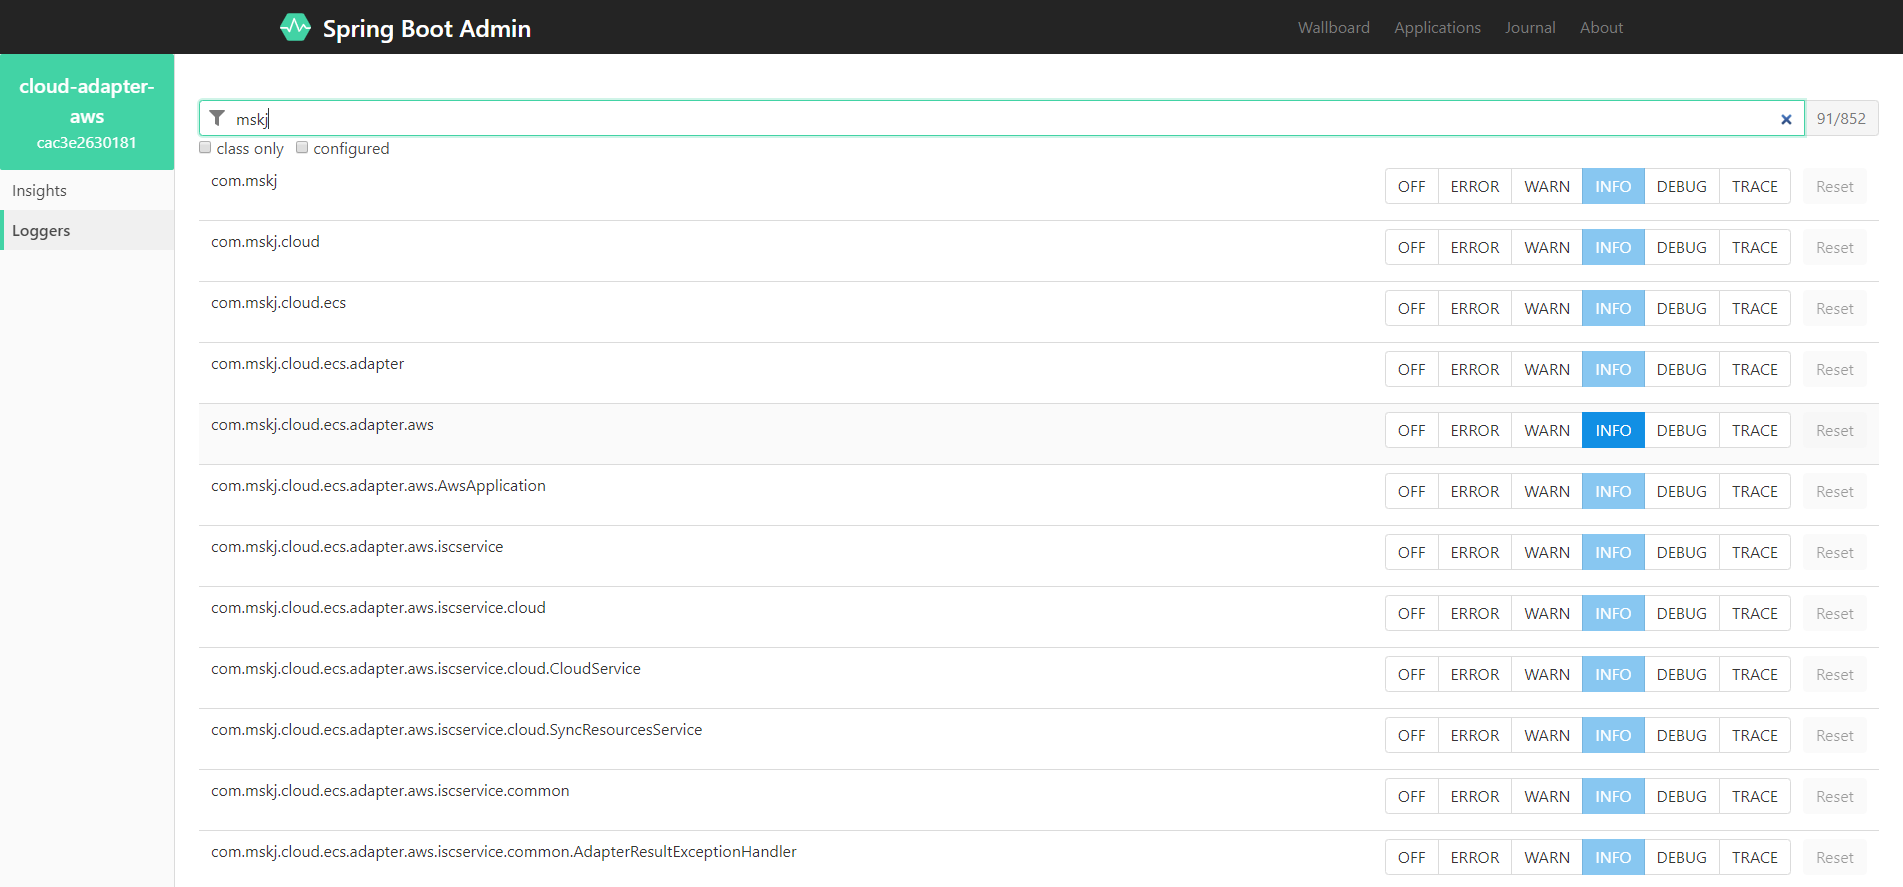 Spring Boot Admin
Wallboard Applications Journal About
cloud-adapter-
aws
cac3e2630181
Insights
Loggers
mskj 91/852
class only configured
com.mskj OFF ERROR WARN INFO DEBUG TRACE Reset
com.mskj.cloud OFF ERROR WARN INFO DEBUG TRACE Reset
com.mskj.cloud.ecs OFF ERROR WARN INFO DEBUG TRACE Reset
com.mskj.cloud.ecs.adapter OFF ERROR WARN INFO DEBUG TRACE Reset
com.mskj.cloud.ecs.adapter.aws OFF ERROR WARN INFO DEBUG TRACE Reset
com.mskj.cloud.ecs.adapter.aws.AwsApplication OFF ERROR WARN INFO DEBUG TRACE Reset
com.mskj.cloud.ecs.adapter.aws.iscservice OFF ERROR WARN INFO DEBUG TRACE Reset
com.mskj.cloud.ecs.adapter.aws.iscservice.cloud OFF ERROR WARN INFO DEBUG TRACE Reset
com.mskj.cloud.ecs.adapter.aws.iscservice.cloud.CloudService OFF ERROR WARN INFO DEBUG TRACE Reset
com.mskj.cloud.ecs.adapter.aws.iscservice.cloud.SyncResourcesService OFF ERROR WARN INFO DEBUG TRACE Reset
com.mskj.cloud.ecs.adapter.aws.iscservice.common OFF ERROR WARN INFO DEBUG TRACE Reset
com.mskj.cloud.ecs.adapter.aws.iscservice.common.AdapterResultExceptionHandler OFF ERROR WARN INFO DEBUG TRACE Reset